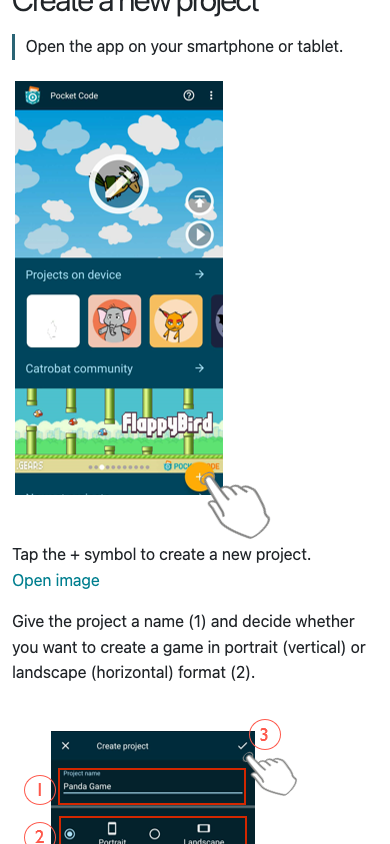 Create a new project
Open the app on your smartphone or tablet.
Pocket Code
Projects on device
Catrobat community
FlappyBird
Tap the + symbol to create a new project.
Open image
Give the project a name (1) and decide whether
you want to create a game in portrait (vertical) or
landscape (horizontal) format (2).
3
Create project
Project name
1
Panda Game
2
Portrait
Landscape